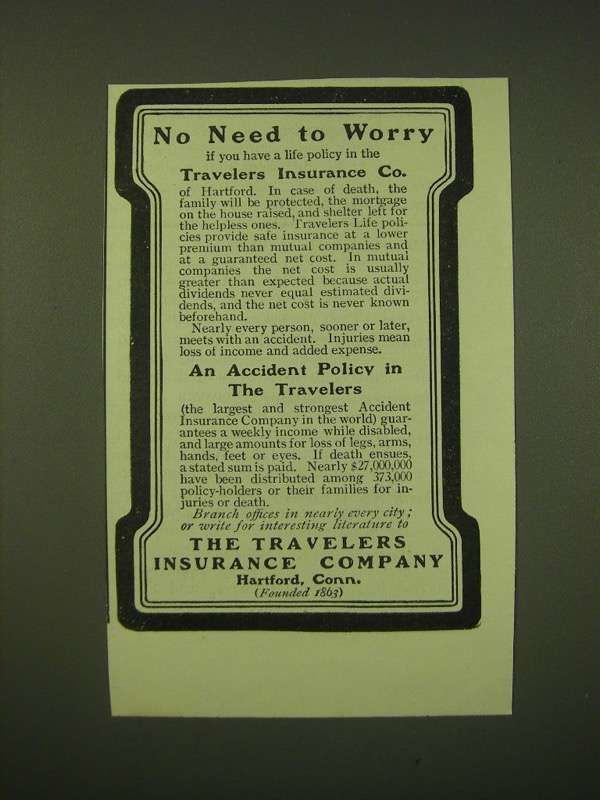 No Need to Worry
if you have a life policy in the
Travelers Insurance Co.
of Hartford. In case of death, the
family will be protected, the mortgage
on the house raised, and shelter left for
the helpless ones. Travelers Life poli-
cies provide safe insurance at a lower
premium than mutual companies and
at a guaranteed net cost. In mutual
companies the net cost is usually
greater than expected because actual
dividends never equal estimated divi-
dends, and the net cost is never known
beforehand.
Nearly every person, sooner or later,
meets with an accident. Injuries mean
loss of income and added expense.
An Accident Policy in
The Travelers
(the largest and strongest Accident
Insurance Company in the world) guar-
antees a weekly income while disabled,
and large amounts for loss of legs, arms,
hands, feet or eyes. If death ensues,
a stated sum is paid. Nearly $27,000,000
have been distributed among 373,000
policy-holders or their families for in-
juries or death.
Branch offices in nearly every city;
or write for interesting literature to
THE TRAVELERS
INSURANCE COMPANY
Hartford, Conn.
(Founded 1863)